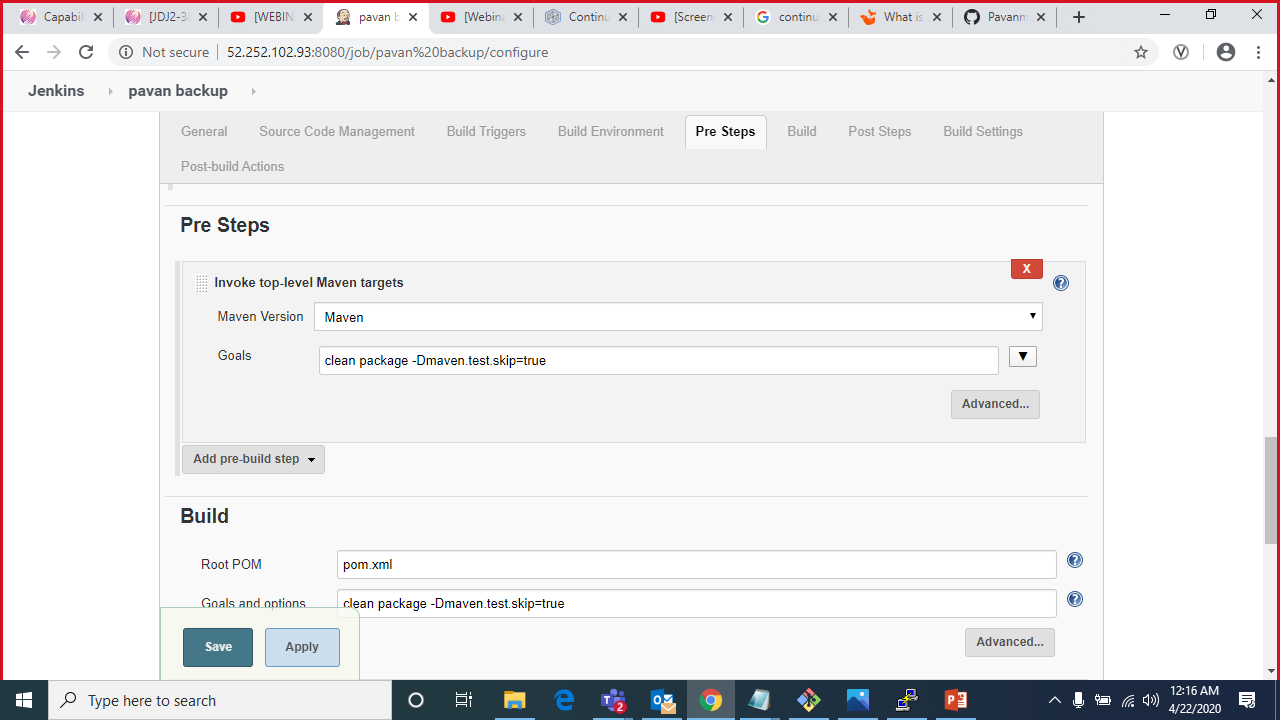 Capabil
[JDJ2-38
[WEBIN
pavan b
[Webina
Continu
[Screen
continu
What is
Pavanm
Not secure
52.252.102.93:8080/job/pavan%20backup/configure
Jenkins
pavan backup
General
Source Code Management
Build Triggers
Build Environment
Pre Steps
Build
Post Steps
Build Settings
Post-build Actions
Pre Steps
X
Invoke top-level Maven targets
Maven Version
Maven
Goals
clean package -Dmaven.test.skip=true
Advanced...
Add pre-build step
Build
Root POM
pom.xml
Goals and options
clean package -Dmaven.test.skip=true
Save
Apply
Advanced...
Type here to search
2
12:16 AM
4/22/2020